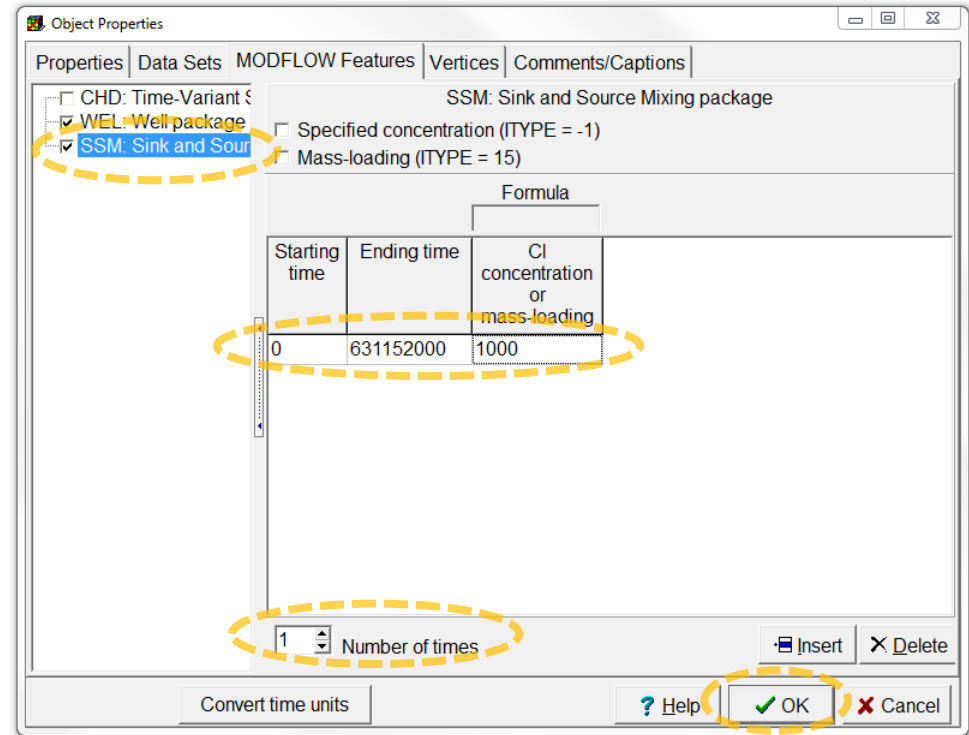 Object Properties
Properties
Data Sets
MODFLOW Features
Vertices
Comments/Captions
CHD: Time-Variant S
WEL: Well package
SSM: Sink and Sour
SSM: Sink and Source Mixing package
Specified concentration (ITYPE = -1)
Mass-loading (ITYPE = 15)
Formula
Starting
time
Ending time
Cl
concentration
or
mass-loading
0
631152000
1000
1
Number of times
Insert
Delete
Convert time units
? Help
OK
Cancel